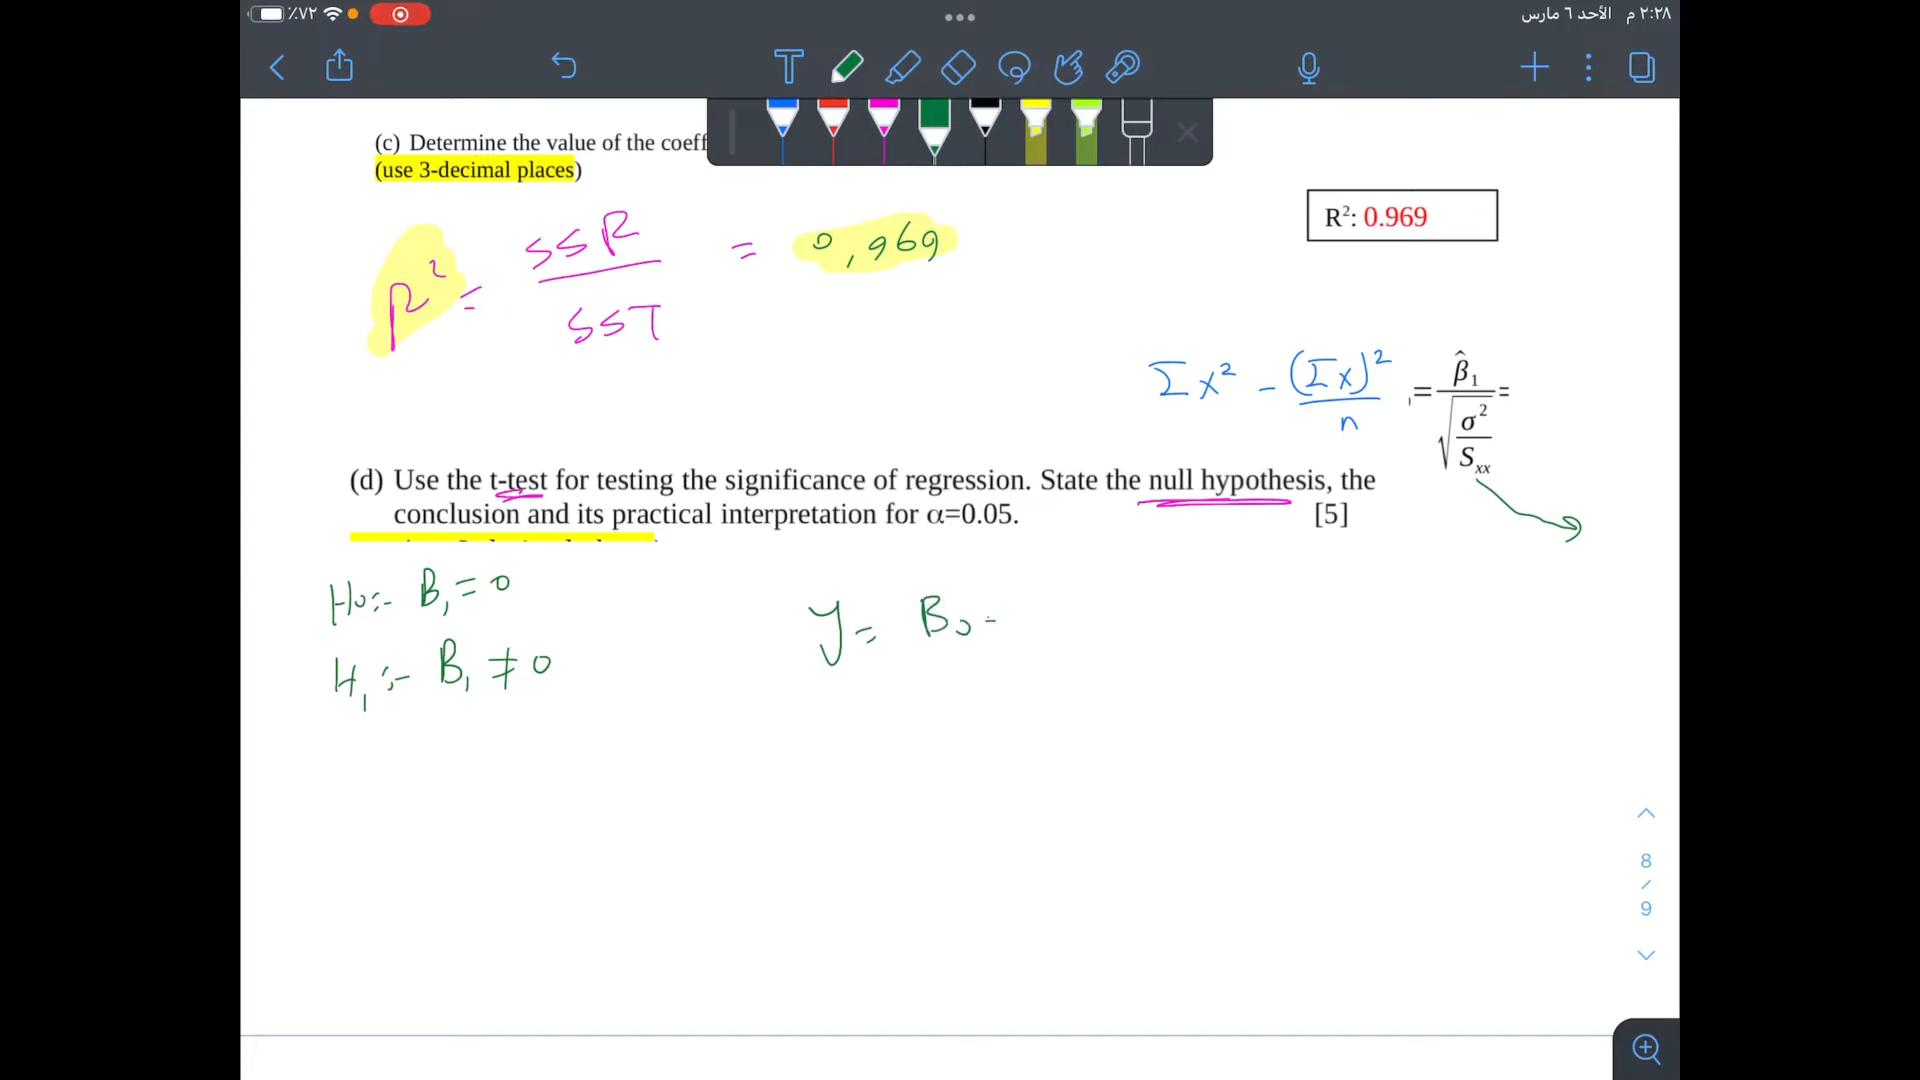 ٪٧٢
٢:٢٨ م الأحد ٦ مارس
(c) Determine the value of the coeff
(use 3-decimal places)
R²: 0.969
R² = SSR / SST = 0,969
Σx² - (Σx)² / n
= β̂₁ / √(σ² / Sₓₓ) =
(d) Use the t-test for testing the significance of regression. State the null hypothesis, the
conclusion and its practical interpretation for α=0.05. [5]
H0:- B₁ = 0
H₁:- B₁ ≠ 0
y = B0 -
8
/
9